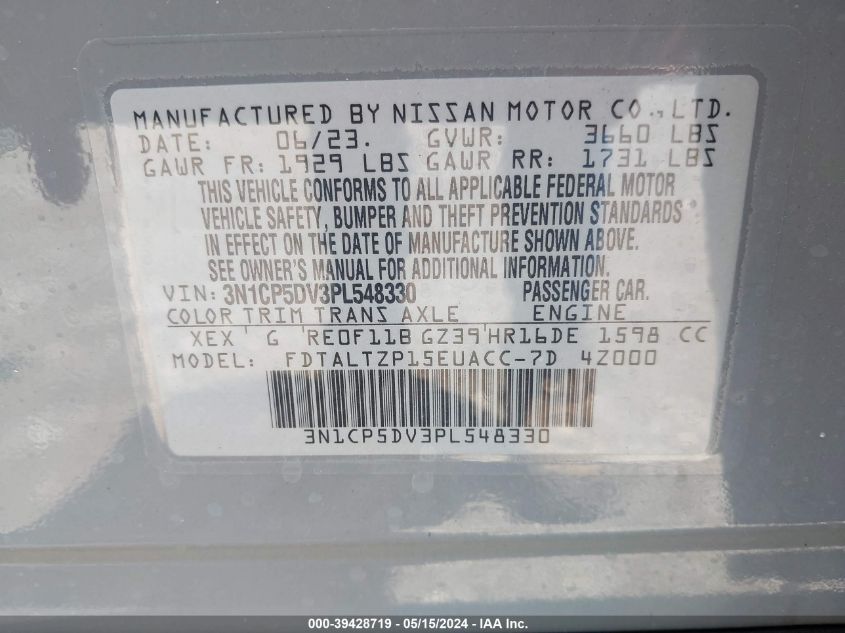 MANUFACTURED BY NISSAN MOTOR CO.,LTD.
DATE: 06/23. GVWR: 3660 LBS
GAWR FR: 1929 LBS GAWR RR: 1731 LBS
THIS VEHICLE CONFORMS TO ALL APPLICABLE FEDERAL MOTOR
VEHICLE SAFETY, BUMPER AND THEFT PREVENTION STANDARDS
IN EFFECT ON THE DATE OF MANUFACTURE SHOWN ABOVE.
SEE OWNER'S MANUAL FOR ADDITIONAL INFORMATION.
VIN: 3N1CP5DV3PL548330 PASSENGER CAR.
COLOR TRIM TRANS AXLE ENGINE
XEX G RE0F11B GZ39 HR16DE 1598 CC
MODEL: FDTALTZP15EUACC-7D 4Z000
3N1CP5DV3PL548330
000-39428719 - 05/15/2024 - IAA Inc.